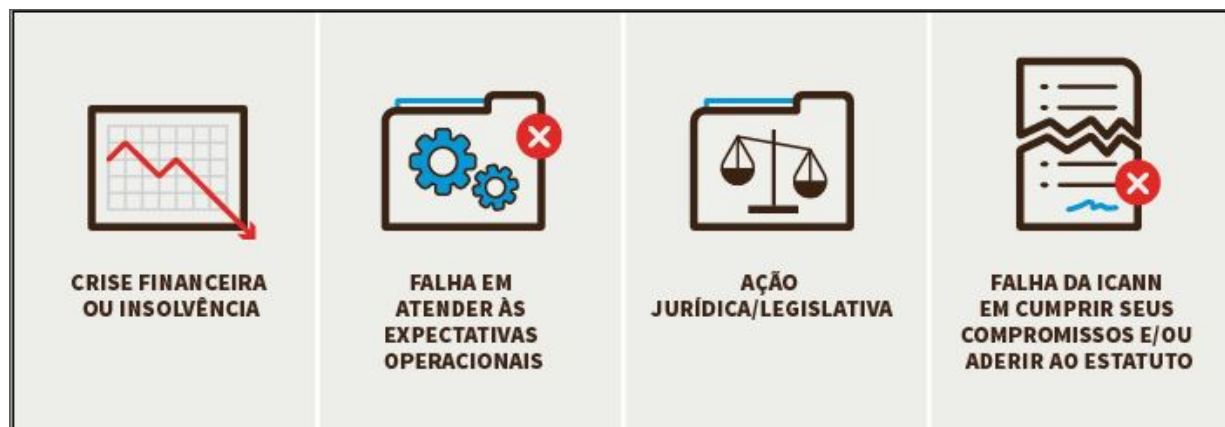 CRISE FINANCEIRA
OU INSOLVÊNCIA
FALHA EM
ATENDER ÀS
EXPECTATIVAS
OPERACIONAIS
AÇÃO
JURÍDICA/LEGISLATIVA
FALHA DA ICANN
EM CUMPRIR SEUS
COMPROMISSOS E/OU
ADERIR AO ESTATUTO